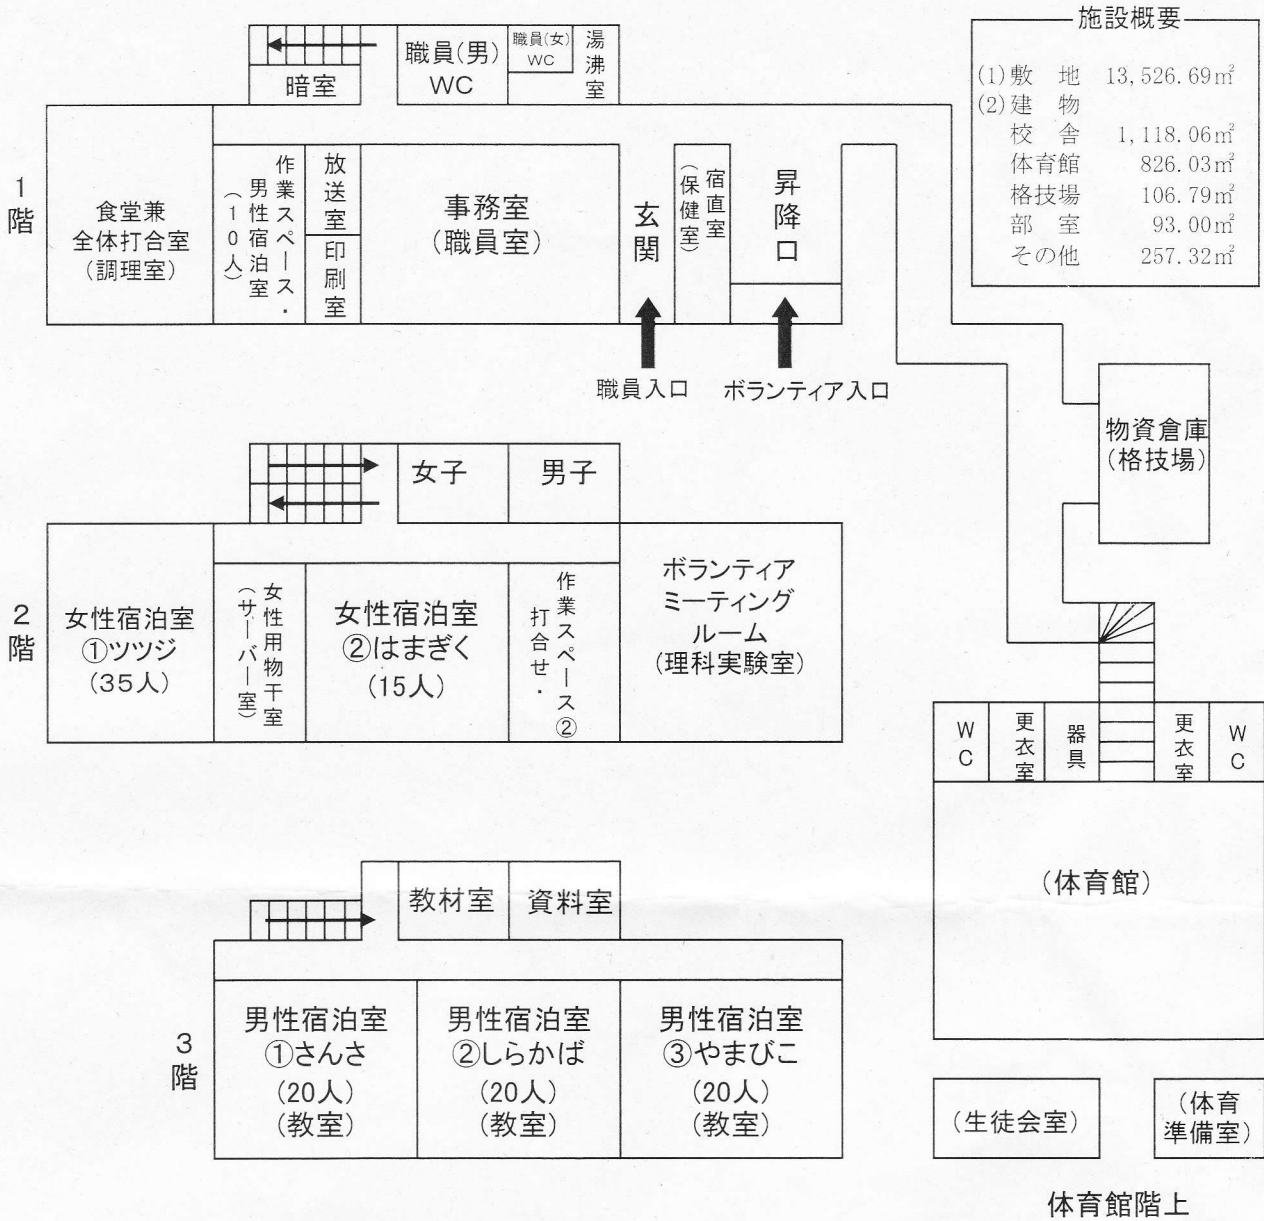 施設概要
(1)敷 地 13,526.69㎡
(2)建 物
校 舎 1,118.06㎡
体育館 826.03㎡
格技場 106.79㎡
部 室 93.00㎡
その他 257.32㎡
1階
暗室
職員(男)
WC
職員(女)
WC
湯沸室
食堂兼
全体打合室
(調理室)
作業スペース・
男性宿泊室
(10人)
放送室
印刷室
事務室
(職員室)
玄関
宿直室
(保健室)
昇降口
職員入口
ボランティア入口
物資倉庫
(格技場)
2階
女子
男子
女性宿泊室
①ツツジ
(35人)
女性用物干室
(サーバー室)
女性宿泊室
②はまぎく
(15人)
作業スペース②
打合せ・
ボランティア
ミーティング
ルーム
(理科実験室)
WC
更衣室
器具
更衣室
WC
(体育館)
3階
教材室
資料室
男性宿泊室
①さんさ
(20人)
(教室)
男性宿泊室
②しらかば
(20人)
(教室)
男性宿泊室
③やまびこ
(20人)
(教室)
(生徒会室)
(体育
準備室)
体育館階上